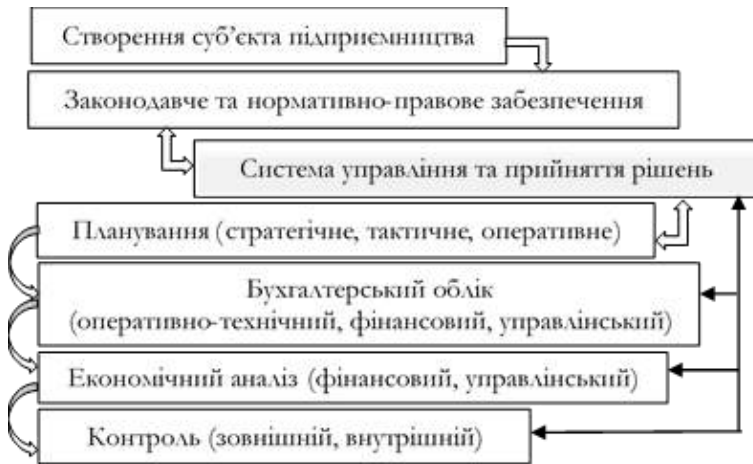 Створення суб’єкта підприємництва
Законодавче та нормативно-правове забезпечення
Система управління та прийняття рішень
Планування (стратегічне, тактичне, оперативне)
Бухгалтерський облік
(оперативно-технічний, фінансовий, управлінський)
Економічний аналіз (фінансовий, управлінський)
Контроль (зовнішній, внутрішній)